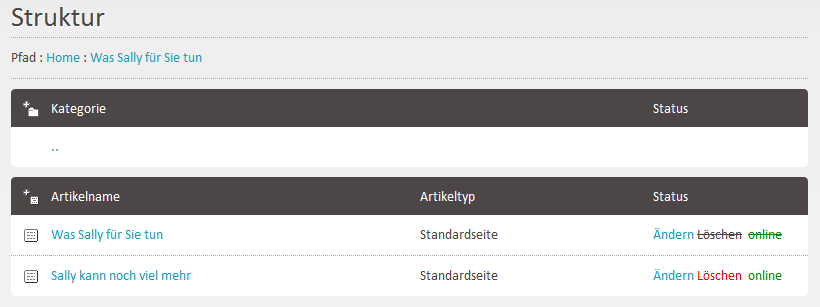 Struktur
Pfad : Home : Was Sally für Sie tun
Kategorie Status
..
Artikelname Artikeltyp Status
Was Sally für Sie tun Standardseite Ändern Löschen online
Sally kann noch viel mehr Standardseite Ändern Löschen online